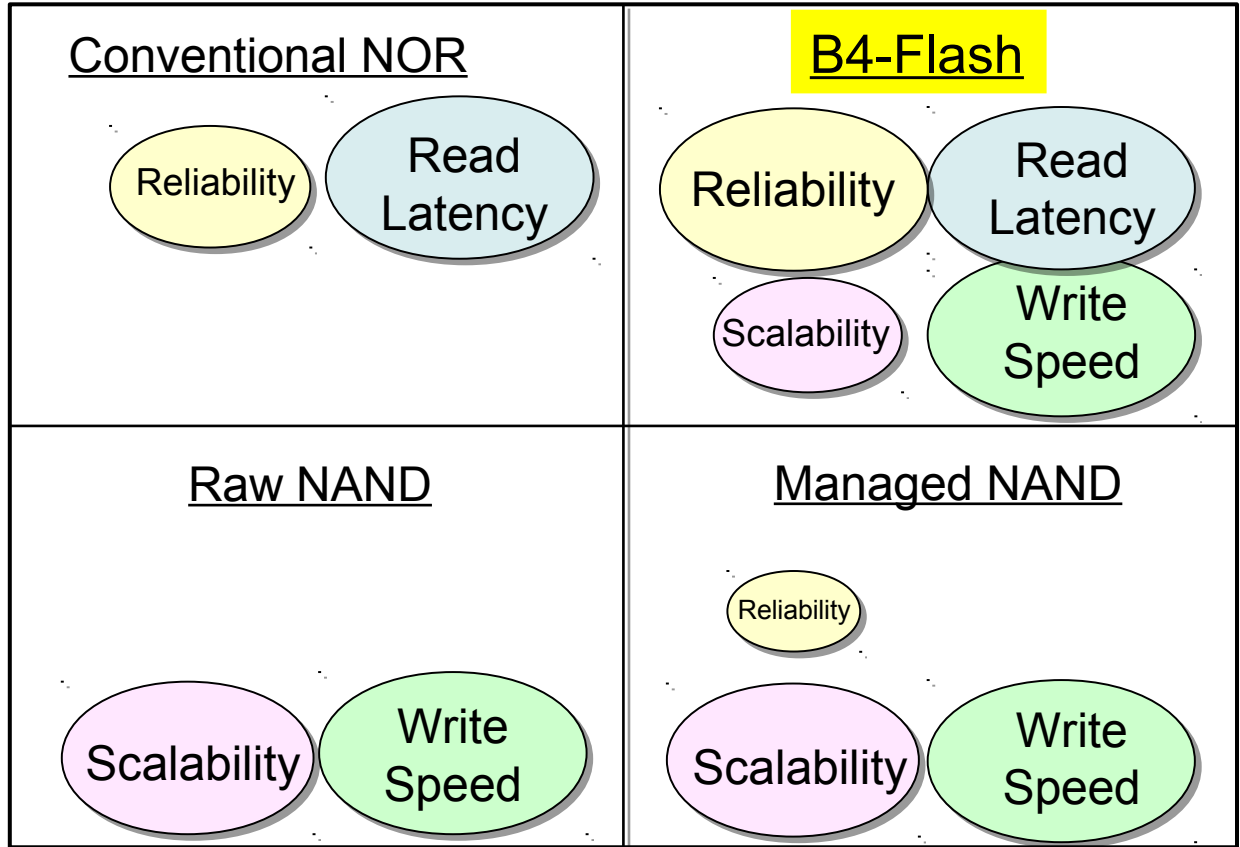 Conventional NOR
Reliability
Read
Latency
B4-Flash
Reliability
Read
Latency
Scalability
Write
Speed
Raw NAND
Scalability
Write
Speed
Managed NAND
Reliability
Scalability
Write
Speed